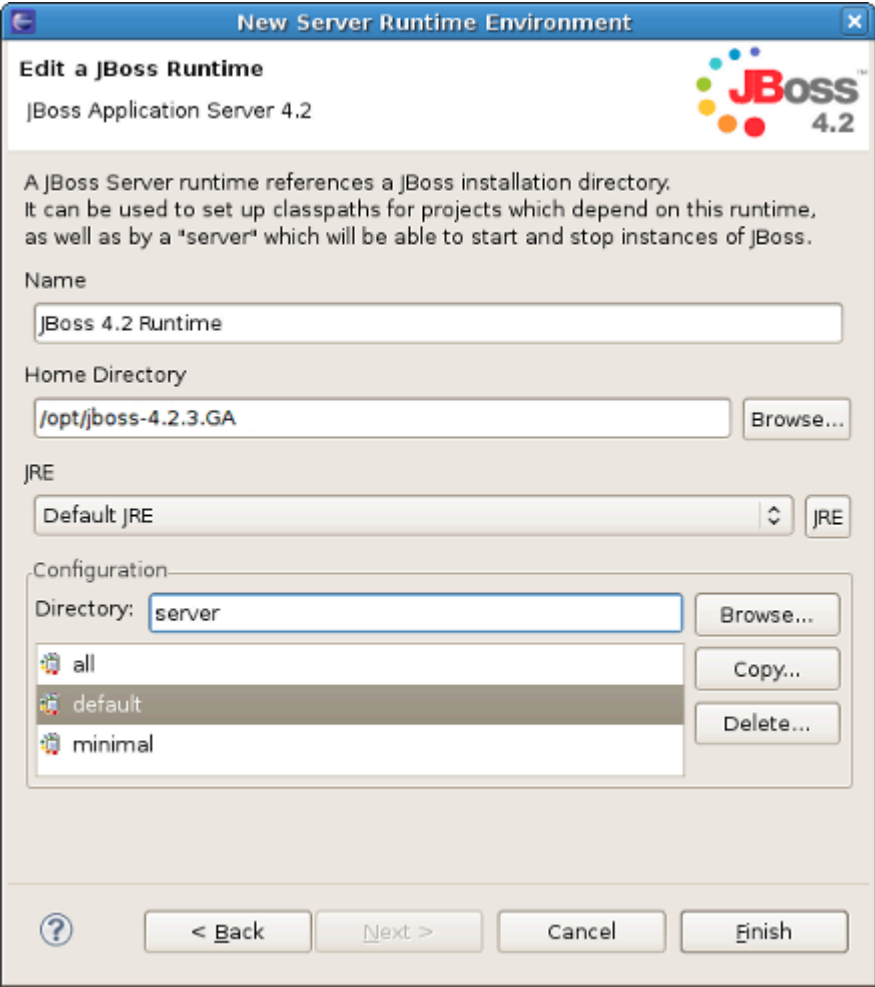 New Server Runtime Environment
Edit a JBoss Runtime
JBoss Application Server 4.2
JBoss™
4.2
A JBoss Server runtime references a JBoss installation directory.
It can be used to set up classpaths for projects which depend on this runtime,
as well as by a "server" which will be able to start and stop instances of JBoss.
Name
JBoss 4.2 Runtime
Home Directory
/opt/jboss-4.2.3.GA
Browse...
JRE
Default JRE
JRE
Configuration
Directory:
server
Browse...
all
Copy...
default
Delete...
minimal
?
< Back
Next >
Cancel
Finish